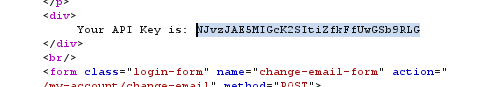 </p>
<div>
Your API Key is: NJvzJAE5MIGcK2SItiZfkFfUwGSb9RLG
</div>
<br/>
<form class="login-form" name="change-email-form" action="
/my-account/change-email" method="POST">